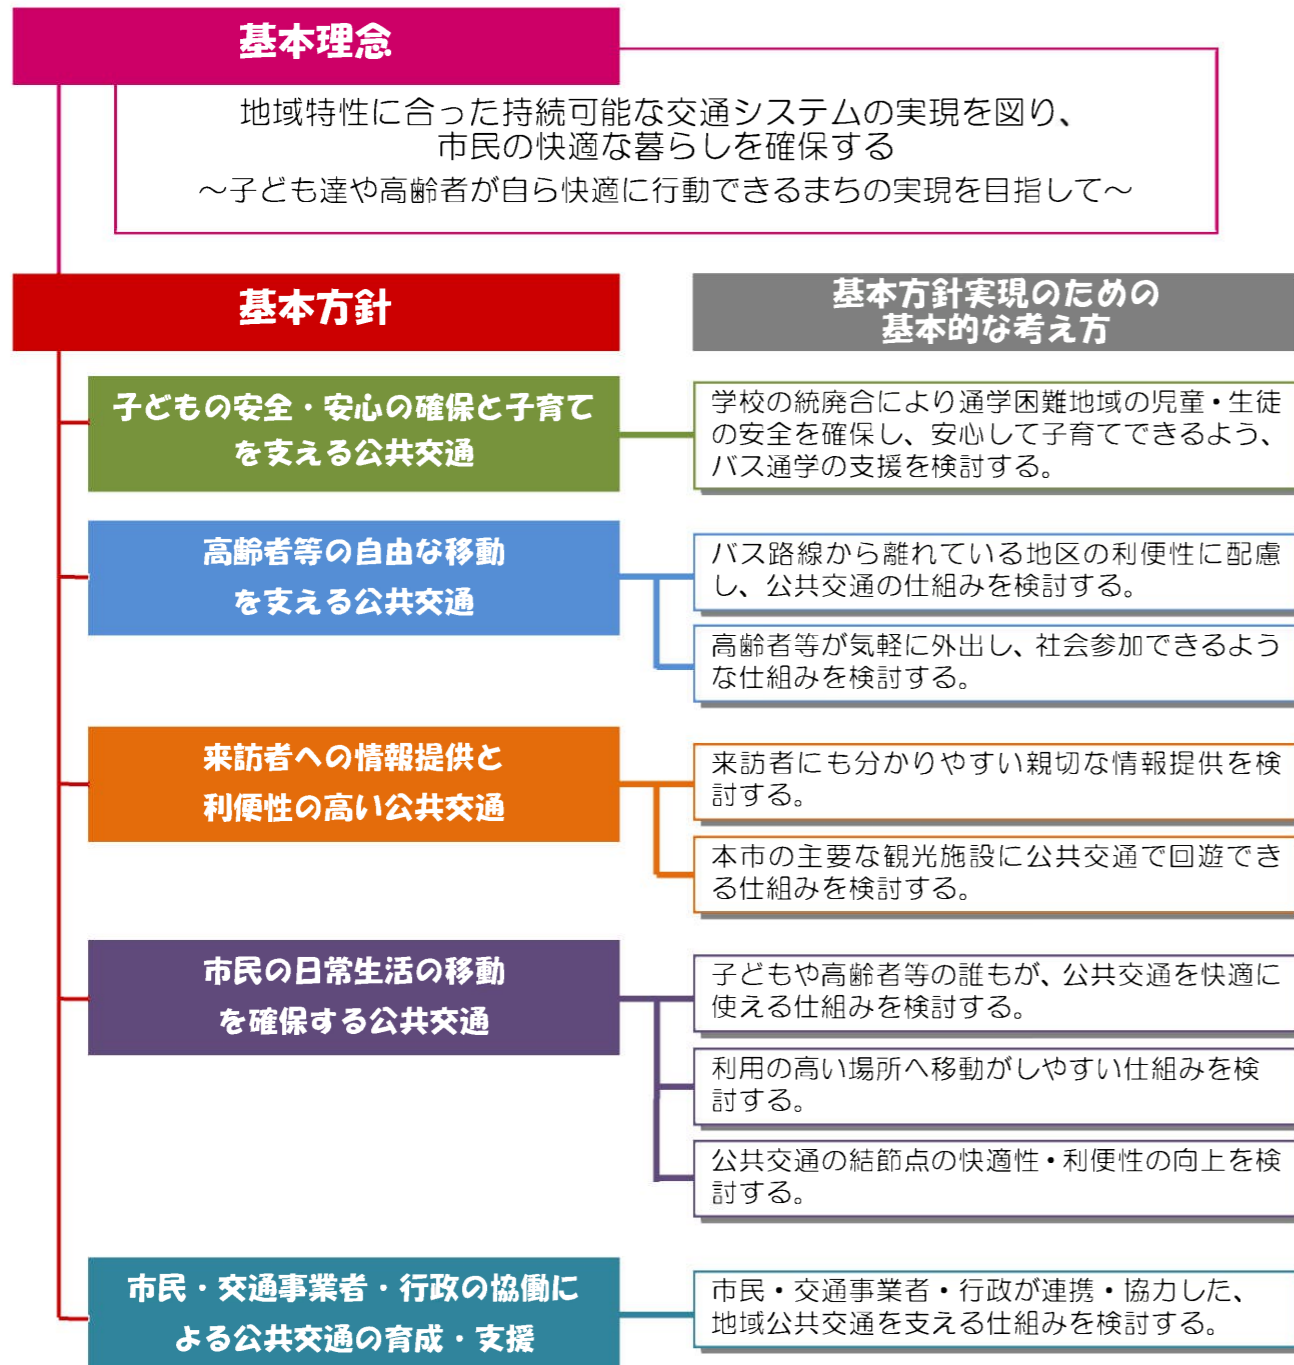 基本理念
地域特性に合った持続可能な交通システムの実現を図り、
市民の快適な暮らしを確保する
～子ども達や高齢者が自ら快適に行動できるまちの実現を目指して～
基本方針
基本方針実現のための
基本的な考え方
子どもの安全・安心の確保と子育て
を支える公共交通
学校の統廃合により通学困難地域の児童・生徒
の安全を確保し、安心して子育てできるよう、
バス通学の支援を検討する。
高齢者等の自由な移動
を支える公共交通
バス路線から離れている地区の利便性に配慮
し、公共交通の仕組みを検討する。
高齢者等が気軽に外出し、社会参加できるよう
な仕組みを検討する。
来訪者への情報提供と
利便性の高い公共交通
来訪者にも分かりやすい親切な情報提供を検
討する。
本市の主要な観光施設に公共交通で回遊でき
る仕組みを検討する。
市民の日常生活の移動
を確保する公共交通
子どもや高齢者等の誰もが、公共交通を快適に
使える仕組みを検討する。
利用の高い場所へ移動がしやすい仕組みを検
討する。
公共交通の結節点の快適性・利便性の向上を検
討する。
市民・交通事業者・行政の協働に
よる公共交通の育成・支援
市民・交通事業者・行政が連携・協力した、
地域公共交通を支える仕組みを検討する。